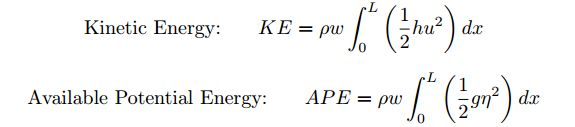 Kinetic Energy: KE = ρw ∫₀ᴸ (½hu²) dx
Available Potential Energy: APE = ρw ∫₀ᴸ (½gη²) dx